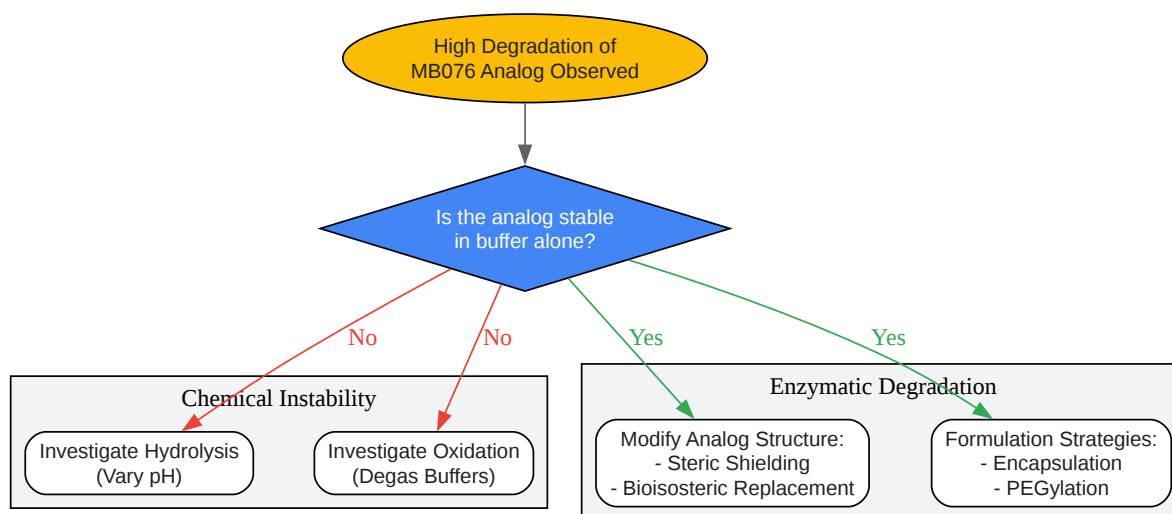 High Degradation of
MB076 Analog Observed
Is the analog stable
in buffer alone?
No
No
Yes
Yes
Chemical Instability
Investigate Hydrolysis
(Vary pH)
Investigate Oxidation
(Degas Buffers)
Enzymatic Degradation
Modify Analog Structure:
- Steric Shielding
- Bioisosteric Replacement
Formulation Strategies:
- Encapsulation
- PEGylation